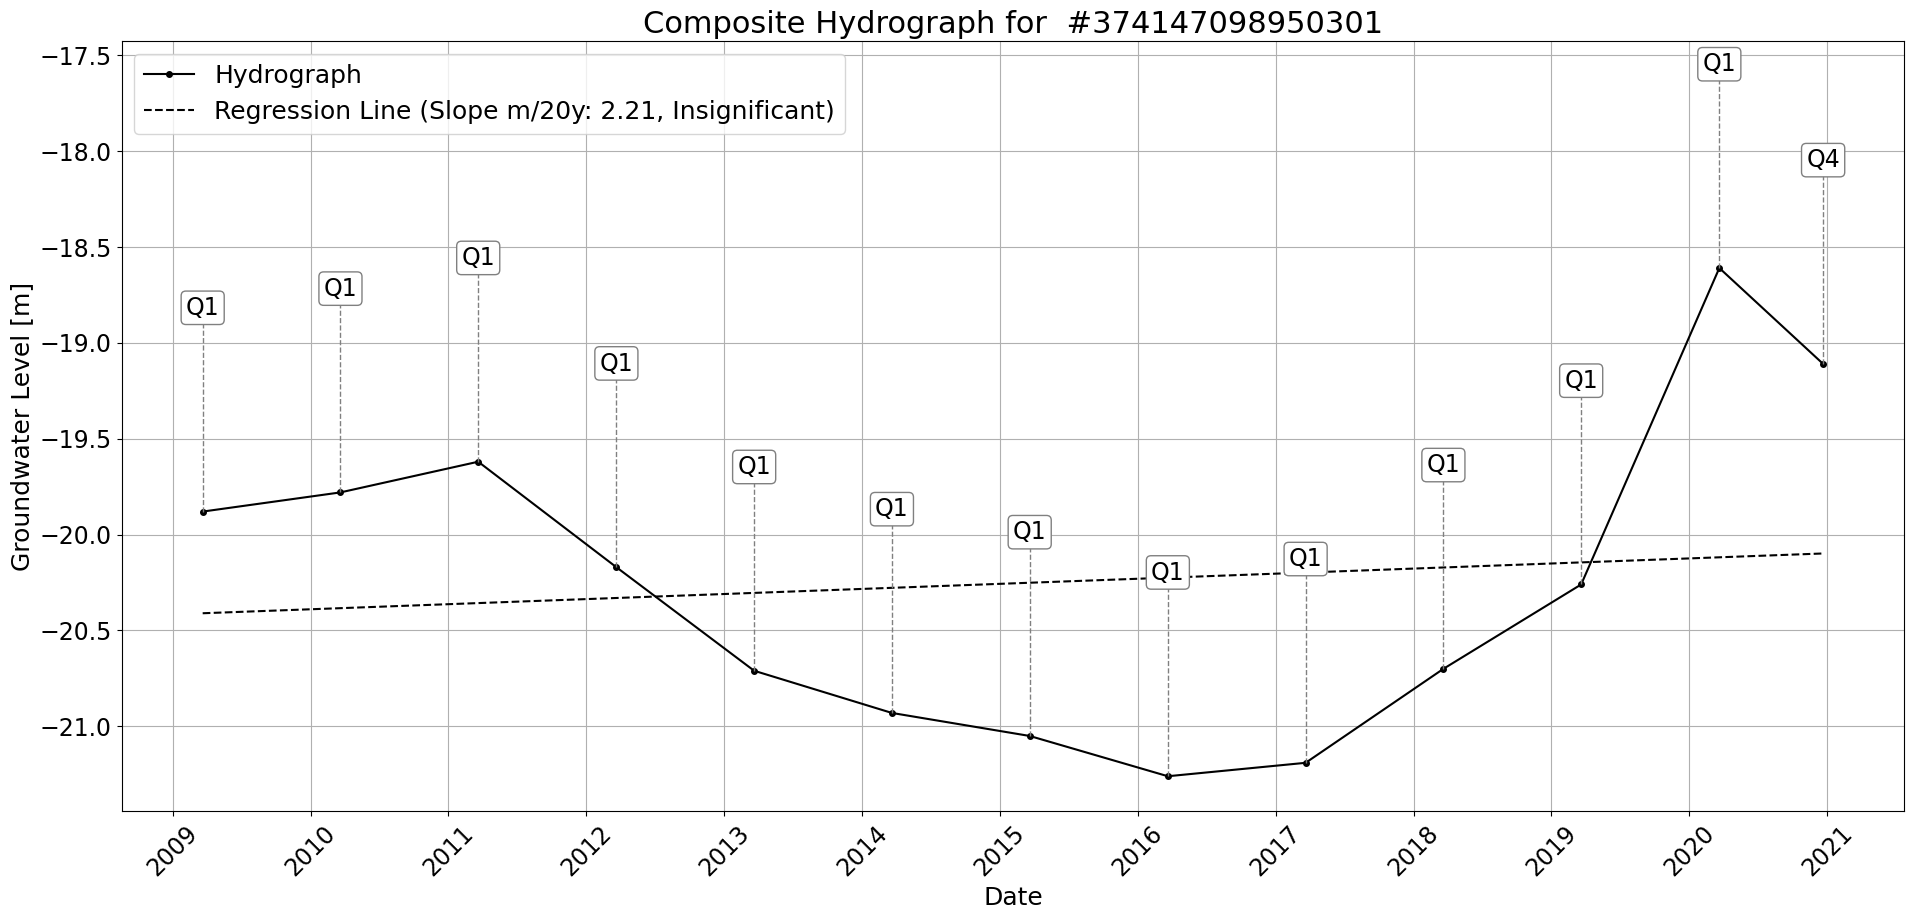 Composite Hydrograph for  #374147098950301
Hydrograph
Regression Line (Slope m/20y: 2.21, Insignificant)
Groundwater Level [m]
−17.5
−18.0
−18.5
−19.0
−19.5
−20.0
−20.5
−21.0
Q1
Q1
Q1
Q1
Q1
Q1
Q1
Q1
Q1
Q1
Q1
Q1
Q4
2009
2010
2011
2012
2013
2014
2015
2016
2017
2018
2019
2020
2021
Date